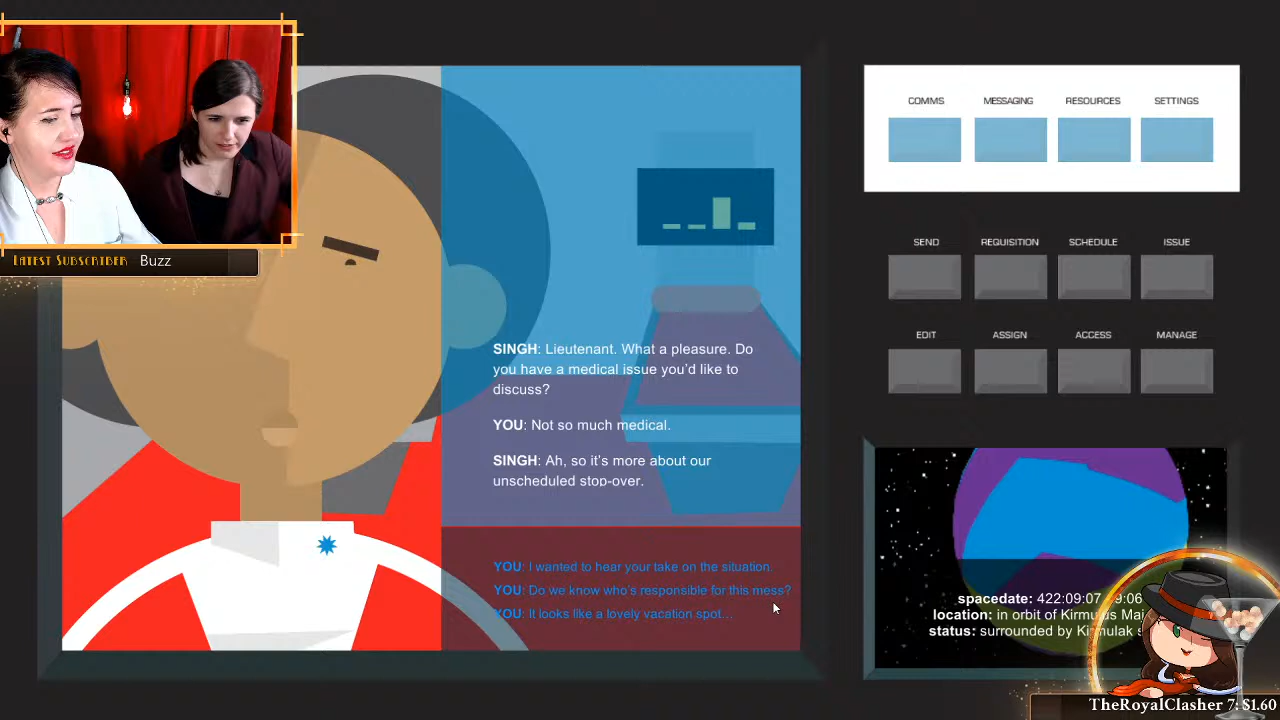 LATEST SUBSCRIBER Buzz
SINGH: Lieutenant. What a pleasure. Do
you have a medical issue you'd like to
discuss?
YOU: Not so much medical.
SINGH: Ah, so it's more about our
unscheduled stop-over.
YOU: I wanted to hear your take on the situation.
YOU: Do we know who's responsible for this mess?
YOU: It looks like a lovely vacation spot...
COMMS MESSAGING RESOURCES SETTINGS
SEND REQUISITION SCHEDULE ISSUE
EDIT ASSIGN ACCESS MANAGE
spacedate: 422:09:07
location: in orbit of
status: surrounded by
TheRoyalClasher 7: $1.60